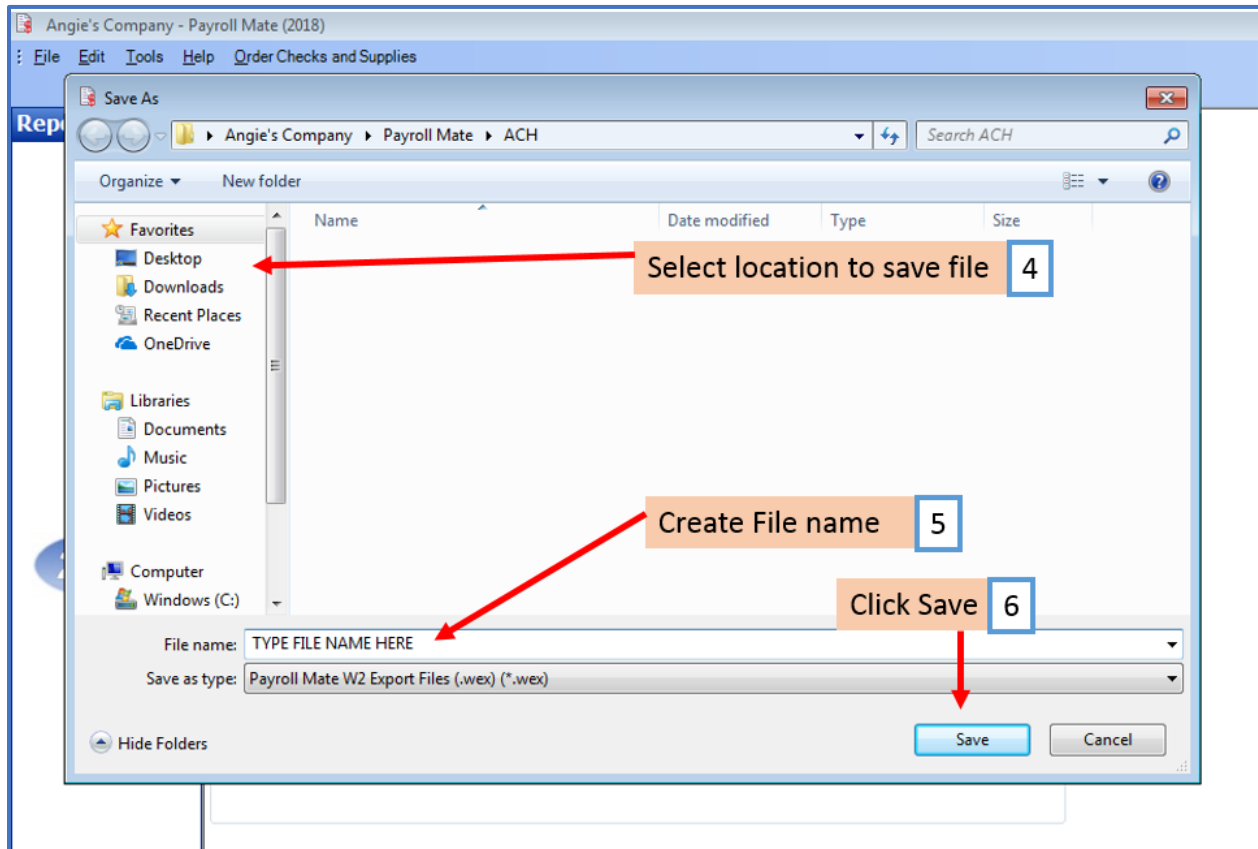 Angie's Company - Payroll Mate (2018)
File Edit Tools Help Order Checks and Supplies
Save As
Angie's Company Payroll Mate ACH
Search ACH
Organize New folder
Name Date modified Type Size
Favorites
Desktop
Downloads
Recent Places
OneDrive
Select location to save file 4
Libraries
Documents
Music
Pictures
Videos
Create File name 5
Computer
Windows (C:)
Click Save 6
File name: TYPE FILE NAME HERE
Save as type: Payroll Mate W2 Export Files (.wex) (*.wex)
Hide Folders
Save Cancel